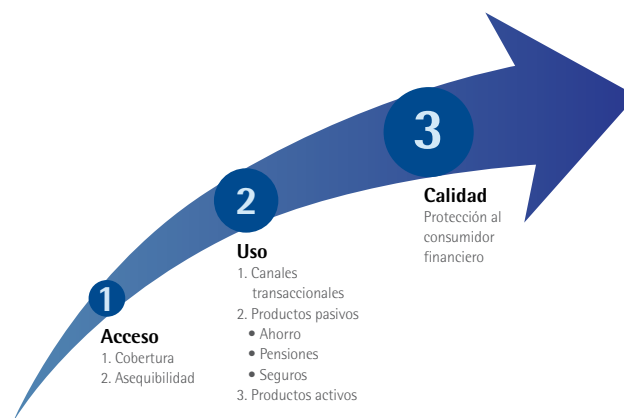 1
Acceso
1. Cobertura
2. Asequibilidad
2
Uso
1. Canales
transaccionales
2. Productos pasivos
• Ahorro
• Pensiones
• Seguros
3. Productos activos
3
Calidad
Protección al
consumidor
financiero